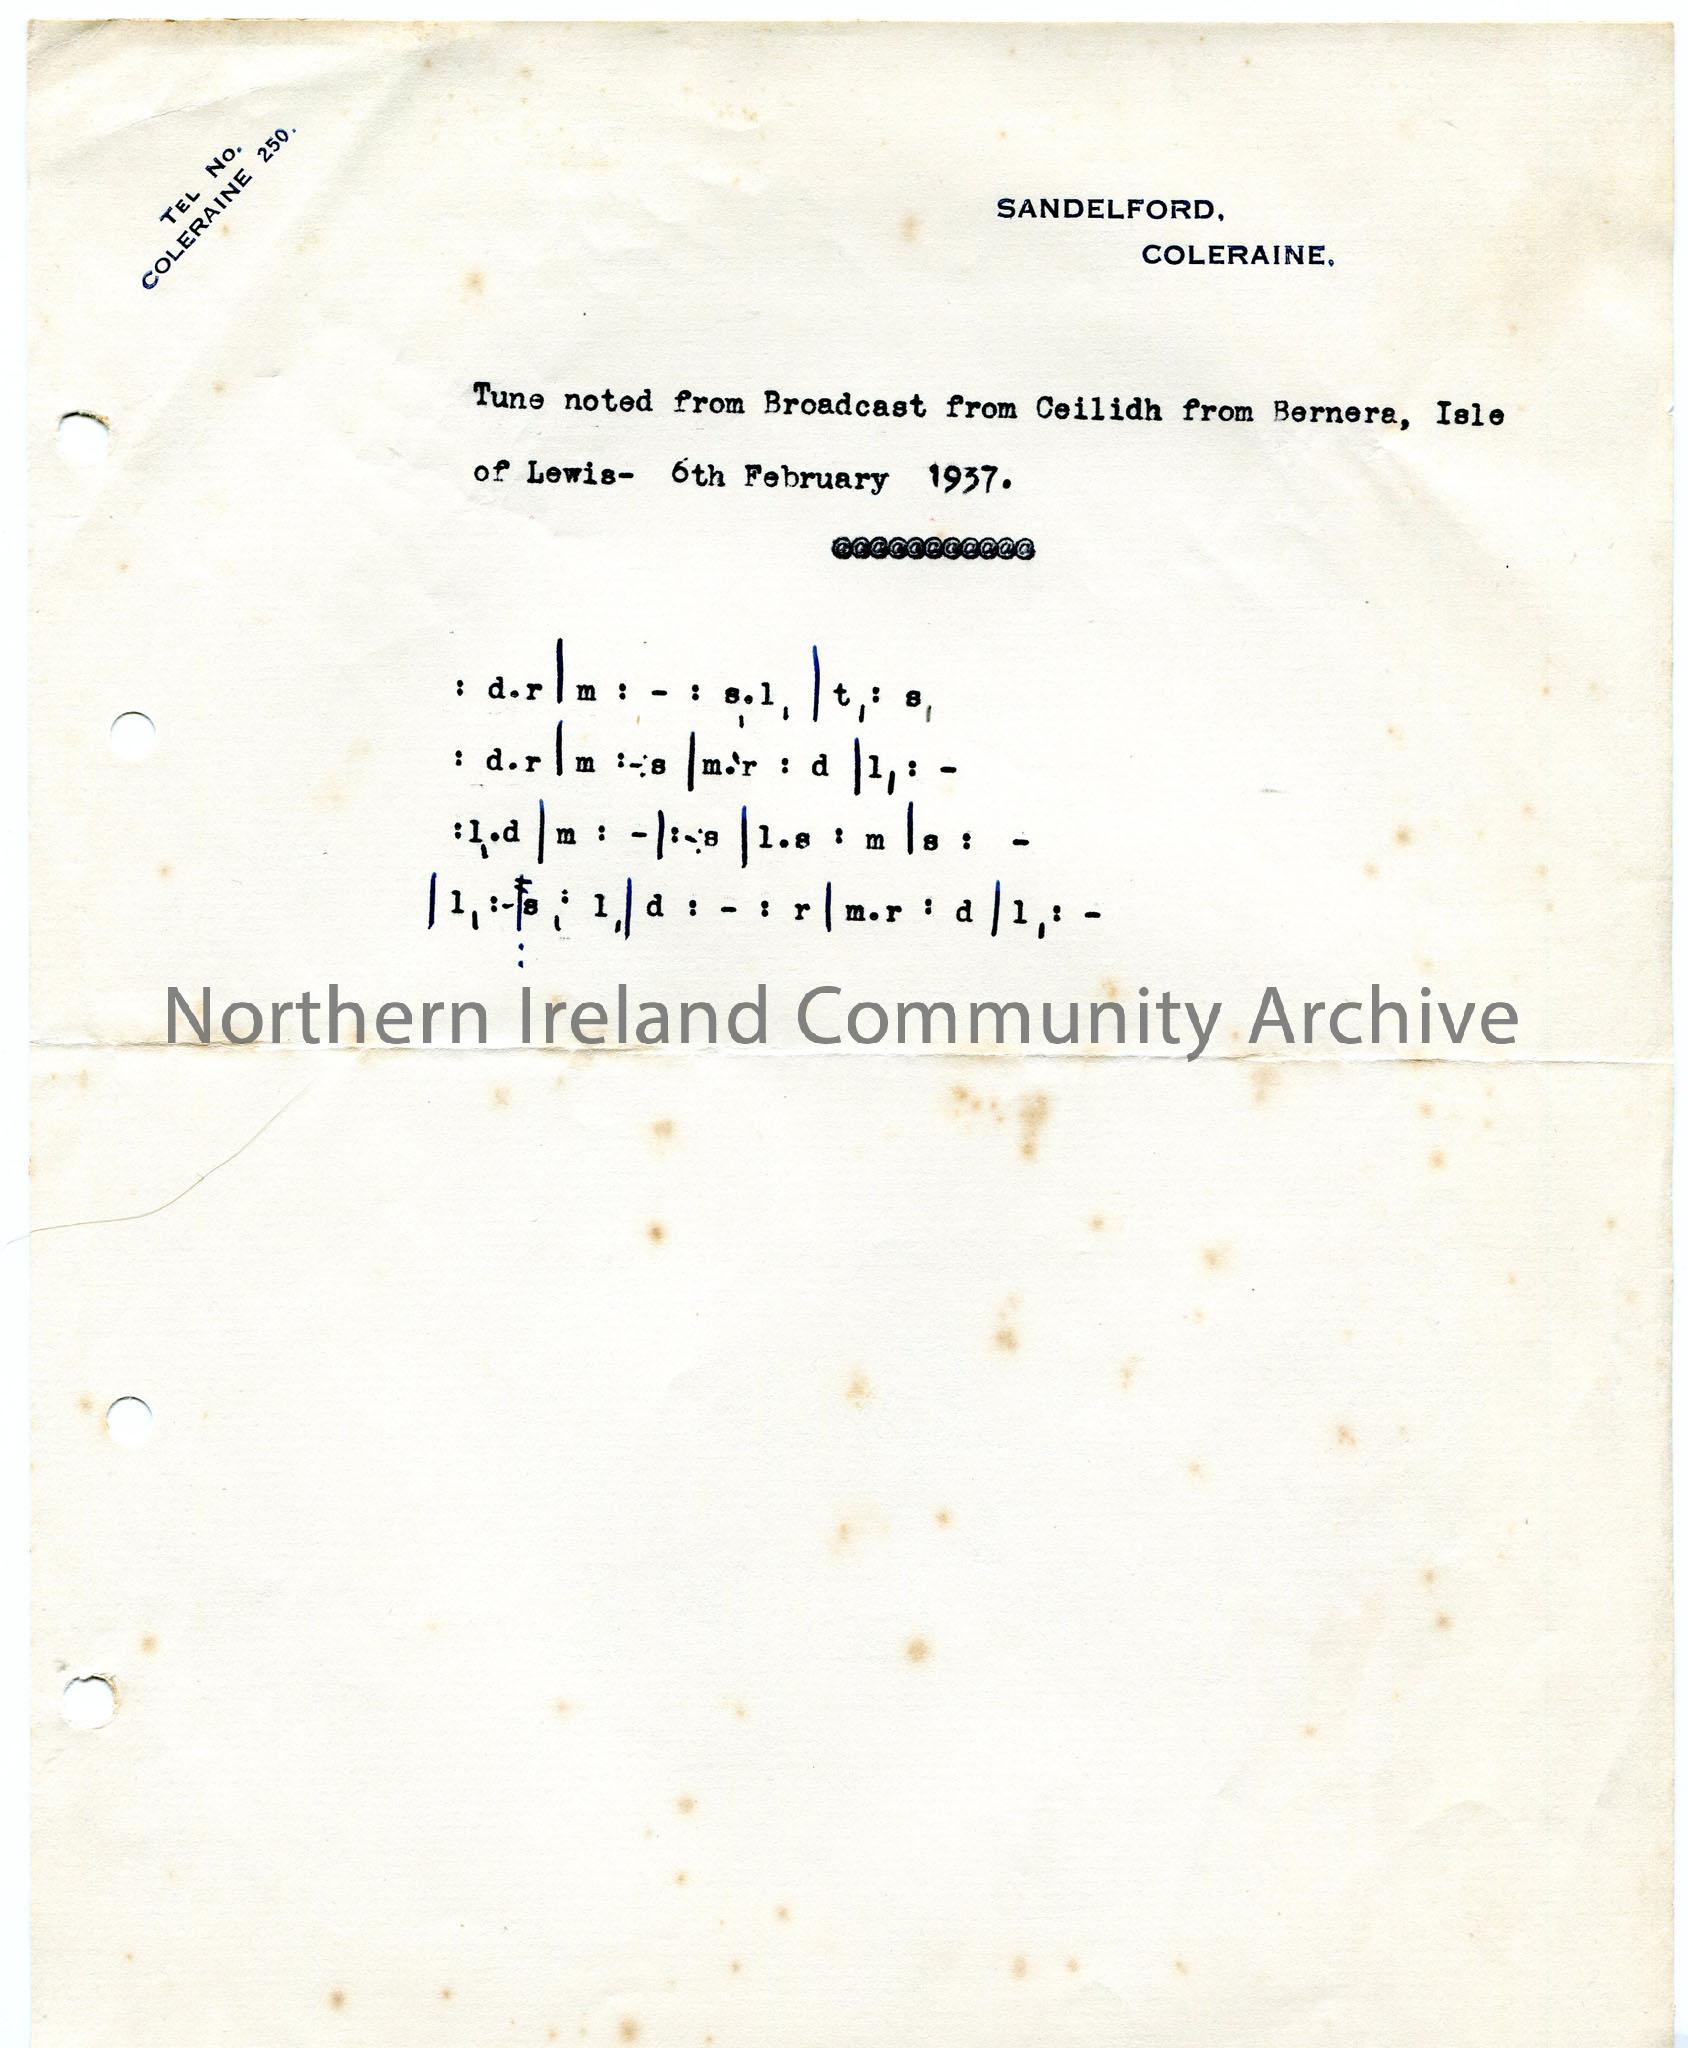 TEL NO.
COLERAINE 250.
SANDELFORD,
COLERAINE.
Tune noted from Broadcast from Ceilidh from Bernera, Isle
of Lewis- 6th February 1937.
@@@@@@@@@@@
: d.r | m : - : s,.l, | t,: s,
: d.r | m :-: s | m.r : d | l,: -
:l,.d | m : -|:-: s | l.s : m | s: -
| l,:-| s,: l,| d : - : r | m.r : d | l,: -
Northern Ireland Community Archive